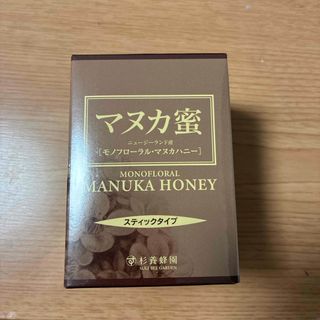 マヌカ蜜
ニュージーランド産
[モノフローラル・マヌカハニー]
MONOFLORAL
MANUKA HONEY
スティックタイプ
杉養蜂園
SUGI BEE GARDEN